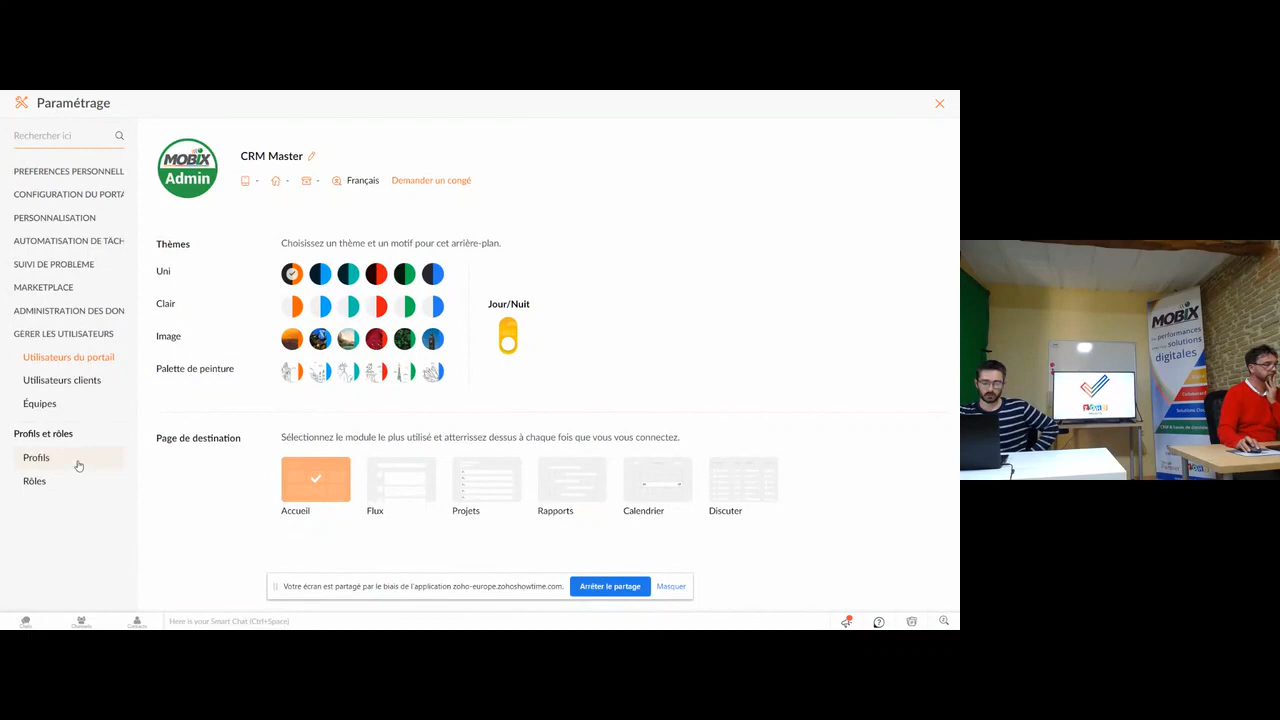 Paramétrage
Rechercher ici
PRÉFÉRENCES PERSONNELL
CONFIGURATION DU PORTA
PERSONNALISATION
AUTOMATISATION DE TÂCH
SUIVI DE PROBLÈME
MARKETPLACE
ADMINISTRATION DES DON
GÉRER LES UTILISATEURS
Utilisateurs du portail
Utilisateurs clients
Équipes
Profils et rôles
Profils
Rôles
MOBIX
Admin
CRM Master
- - - Français Demander un congé
Thèmes
Choisissez un thème et un motif pour cet arrière-plan.
Uni
Clair
Image
Palette de peinture
Jour/Nuit
Page de destination
Sélectionnez le module le plus utilisé et atterrissez dessus à chaque fois que vous vous connectez.
Accueil
Flux
Projets
Rapports
Calendrier
Discuter
Votre écran est partagé par le biais de l'application zoho-europe.zohoshowtime.com.
Arrêter le partage
Masquer
Chats
Channels
Contacts
Here is your Smart Chat (Ctrl+Space)
MOBIX
performances
solutions
digitales